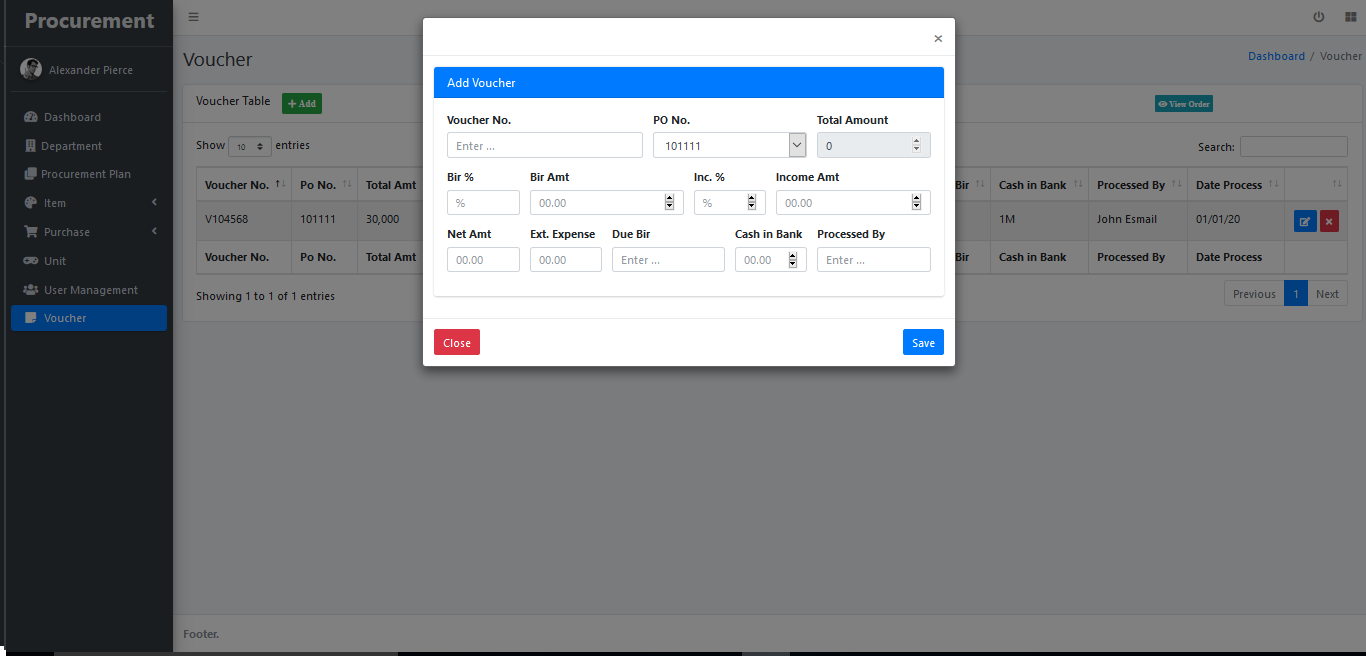 Procurement
Alexander Pierce
Dashboard
Department
Procurement Plan
Item
Purchase
Unit
User Management
Voucher
Voucher
Dashboard / Voucher
Voucher Table + Add
View Order
Show 10 entries
Search:
Voucher No. Po No. Total Amt Bir Cash in Bank Processed By Date Process
V104568 101111 30,000 1M John Esmail 01/01/20
Voucher No. Po No. Total Amt Bir Cash in Bank Processed By Date Process
Showing 1 to 1 of 1 entries
Previous 1 Next
Footer.
×
Add Voucher
Voucher No. PO No. Total Amount
Enter ... 101111 0
Bir % Bir Amt Inc. % Income Amt
% 00.00 % 00.00
Net Amt Ext. Expense Due Bir Cash in Bank Processed By
00.00 00.00 Enter ... 00.00 Enter ...
Close Save